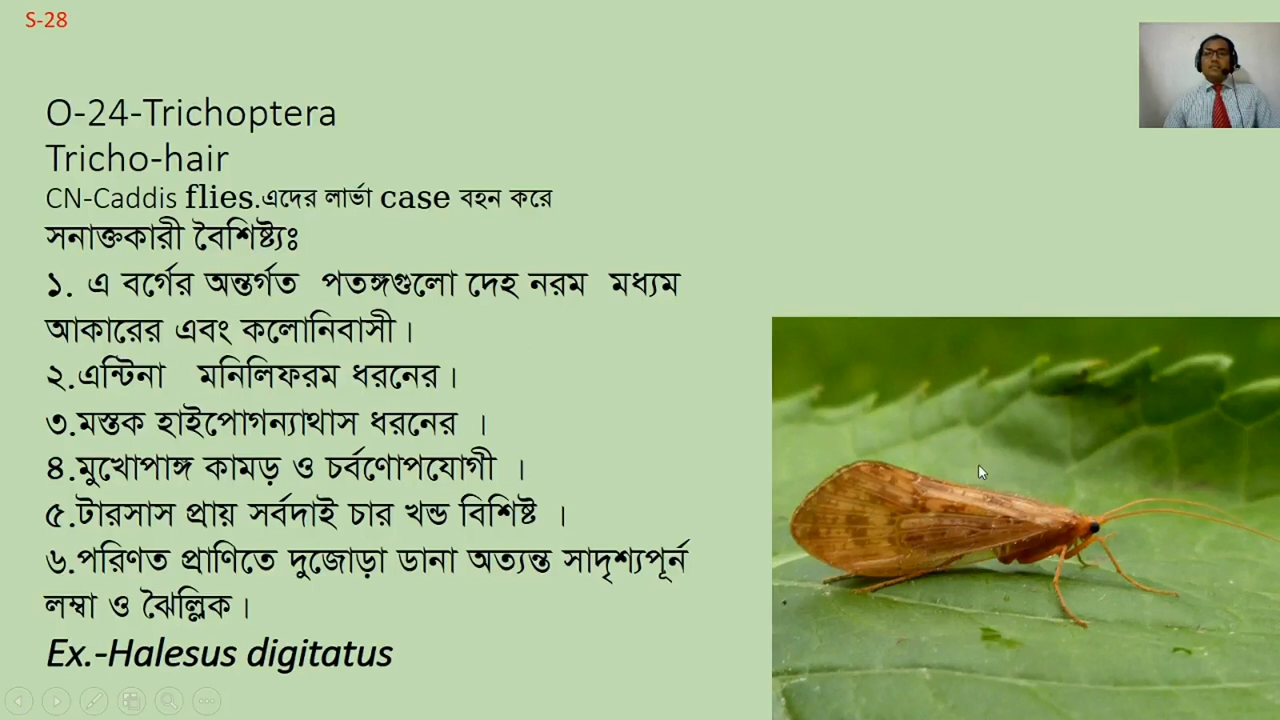 S-28
O-24-Trichoptera
Tricho-hair
CN-Caddis flies.এদের লার্ভা case বহন করে
সনাক্তকারী বৈশিষ্ট্যঃ
১. এ বর্গের অন্তর্গত পতঙ্গগুলো দেহ নরম মধ্যম
আকারের এবং কলোনিবাসী।
২.এন্টিনা মনিলিফরম ধরনের।
৩.মস্তক হাইপোগন্যাথাস ধরনের ।
৪.মুখোপাঙ্গ কামড় ও চর্বণোপযোগী ।
৫.টারসাস প্রায় সর্বদাই চার খন্ড বিশিষ্ট ।
৬.পরিণত প্রাণিতে দুজোড়া ডানা অত্যন্ত সাদৃশ্যপূর্ন
লম্বা ও ঝৈল্লিক।
Ex.-Halesus digitatus